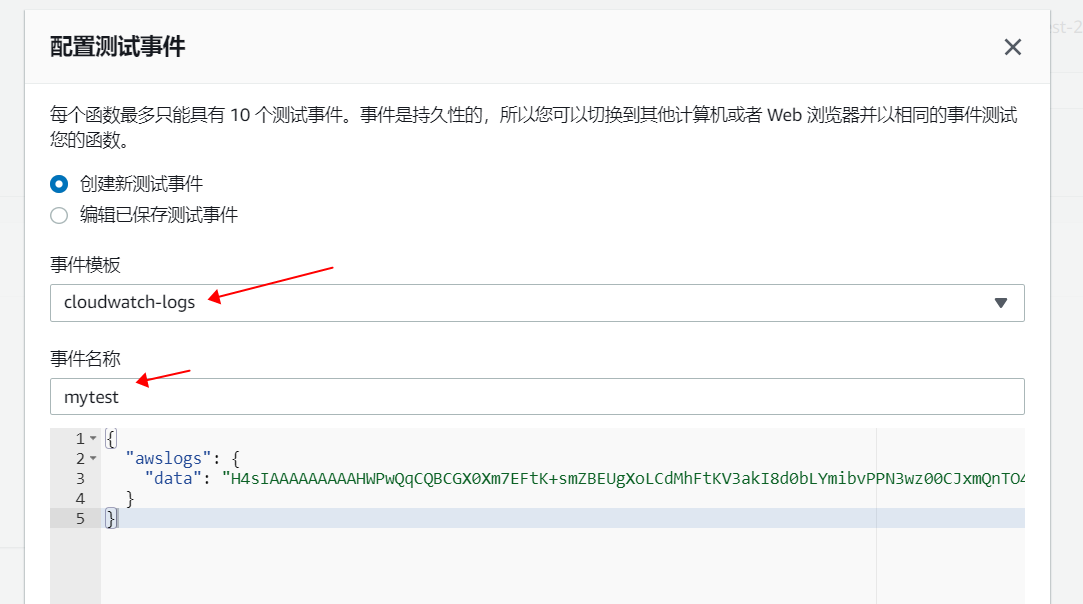 st-2
配置测试事件
每个函数最多只能具有 10 个测试事件。事件是持久性的，所以您可以切换到其他计算机或者 Web 浏览器并以相同的事件测试
您的函数。
创建新测试事件
编辑已保存测试事件
事件模板
cloudwatch-logs
事件名称
mytest
1 {
2 "awslogs": {
3 "data": "H4sIAAAAAAAAAHWPwQqCQBCGX0Xm7EFtK+smZBEUgXoLCdMhFtKV3akI8d0bLYmibvPPN3wz00CJxmQnTO4
4 }
5 }